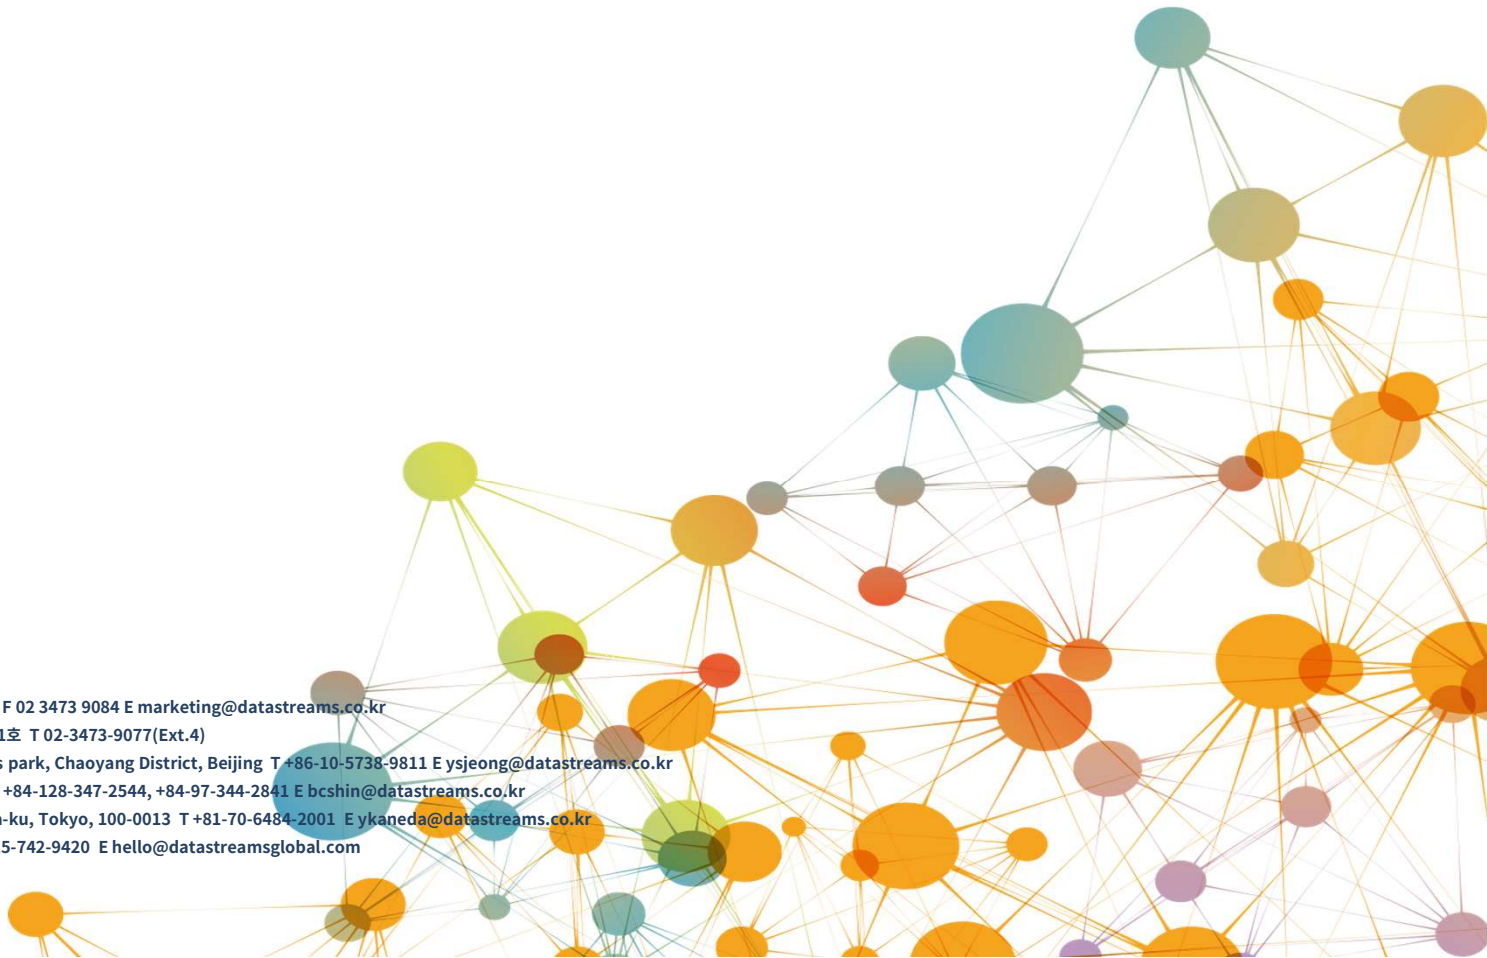 F 02 3473 9084 E marketing@datastreams.co.kr
1호 T 02-3473-9077(Ext.4)
s park, Chaoyang District, Beijing T +86-10-5738-9811 E ysjeong@datastreams.co.kr
+84-128-347-2544, +84-97-344-2841 E bcshin@datastreams.co.kr
-ku, Tokyo, 100-0013 T +81-70-6484-2001 E ykaneda@datastreams.co.kr
5-742-9420 E hello@datastreamsglobal.com